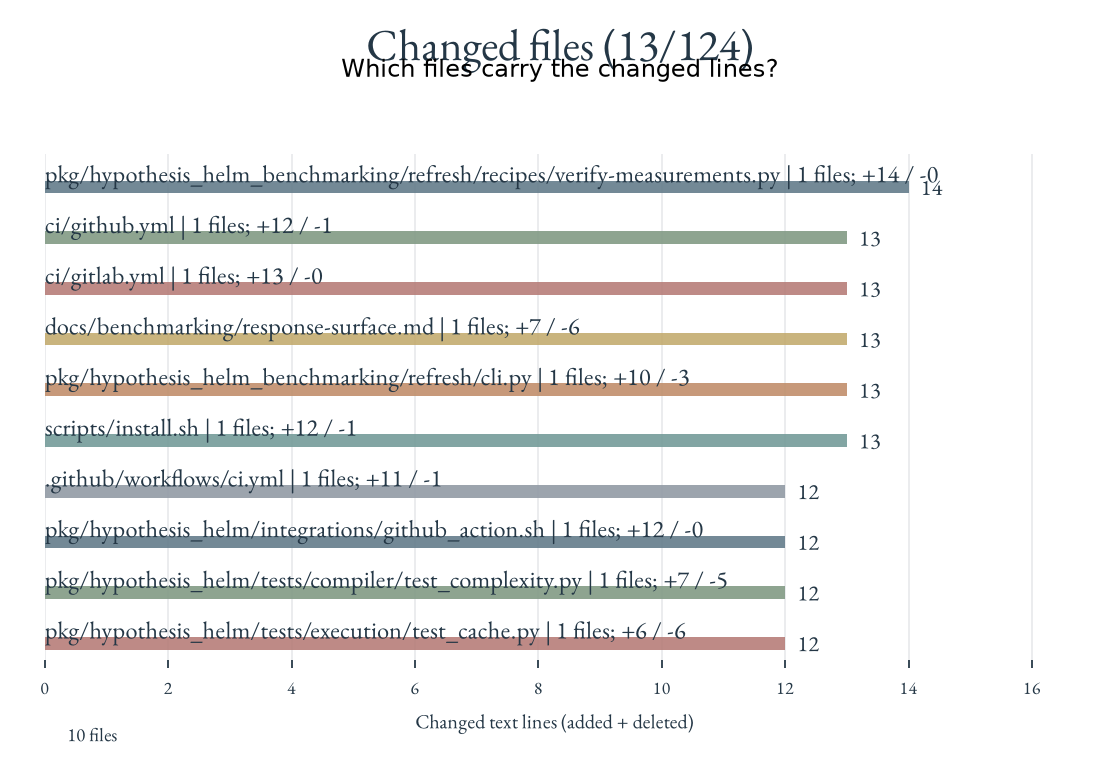 Changed files (13/124)
Which files carry the changed lines?
pkg/hypothesis_helm_benchmarking/refresh/recipes/verify-measurements.py | 1 files; +14 / -0
14
ci/github.yml | 1 files; +12 / -1
13
ci/gitlab.yml | 1 files; +13 / -0
13
docs/benchmarking/response-surface.md | 1 files; +7 / -6
13
pkg/hypothesis_helm_benchmarking/refresh/cli.py | 1 files; +10 / -3
13
scripts/install.sh | 1 files; +12 / -1
13
.github/workflows/ci.yml | 1 files; +11 / -1
12
pkg/hypothesis_helm/integrations/github_action.sh | 1 files; +12 / -0
12
pkg/hypothesis_helm/tests/compiler/test_complexity.py | 1 files; +7 / -5
12
pkg/hypothesis_helm/tests/execution/test_cache.py | 1 files; +6 / -6
12
0 2 4 6 8 10 12 14 16
Changed text lines (added + deleted)
10 files